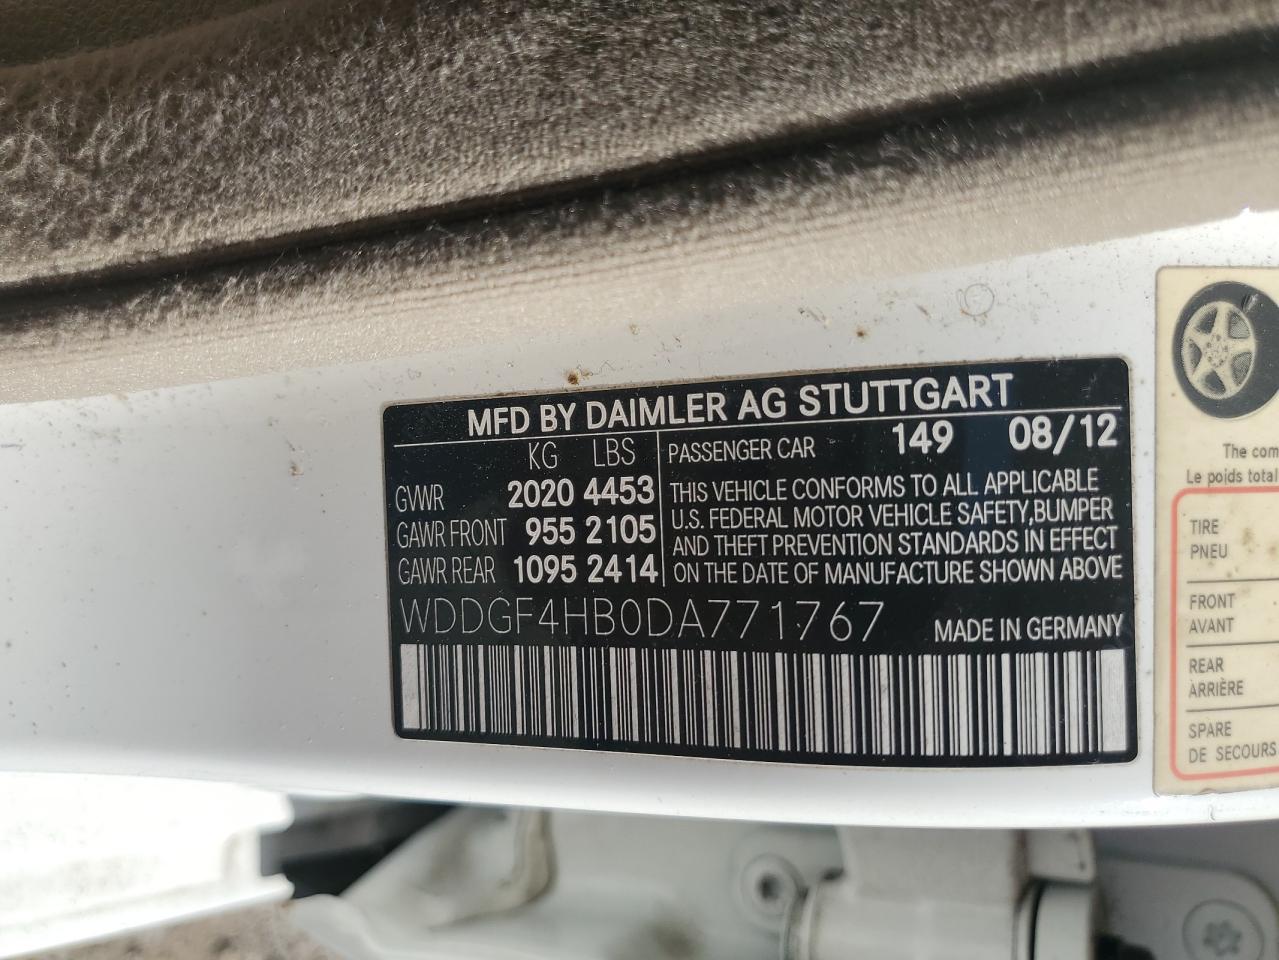 MFD BY DAIMLER AG STUTTGART
KG LBS
PASSENGER CAR 149 08/12
GVWR 2020 4453
GAWR FRONT 955 2105
GAWR REAR 1095 2414
THIS VEHICLE CONFORMS TO ALL APPLICABLE
U.S. FEDERAL MOTOR VEHICLE SAFETY, BUMPER
AND THEFT PREVENTION STANDARDS IN EFFECT
ON THE DATE OF MANUFACTURE SHOWN ABOVE
WDDGF4HB0DA771767
MADE IN GERMANY
The com
Le poids total
TIRE
PNEU
FRONT
AVANT
REAR
ARRIÈRE
SPARE
DE SECOURS